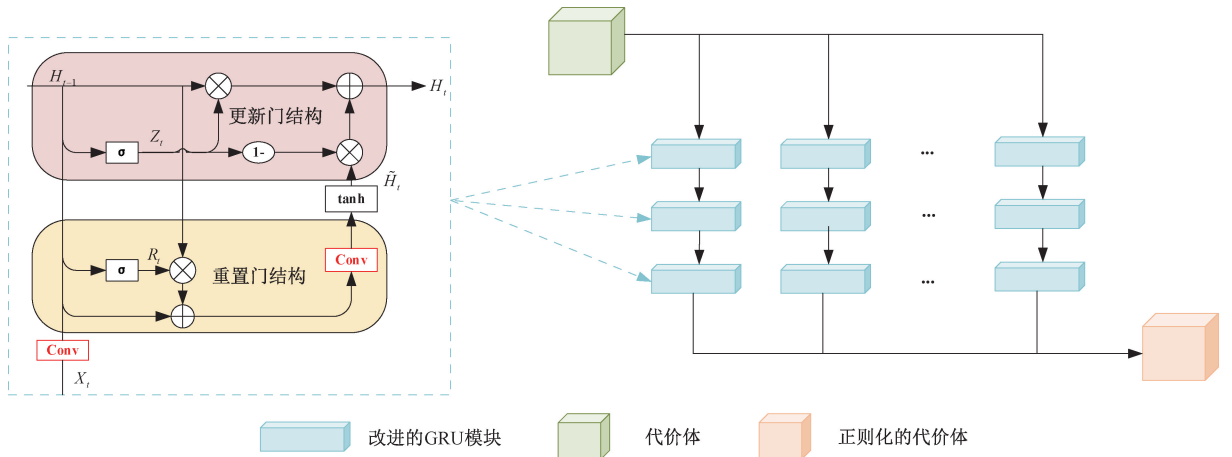 H_{t-1}
H_t
更新门结构
Z_t
σ
1-
H̃_t
tanh
R_t
σ
重置门结构
Conv
Conv
X_t
...
...
...
改进的GRU模块
代价体
正则化的代价体